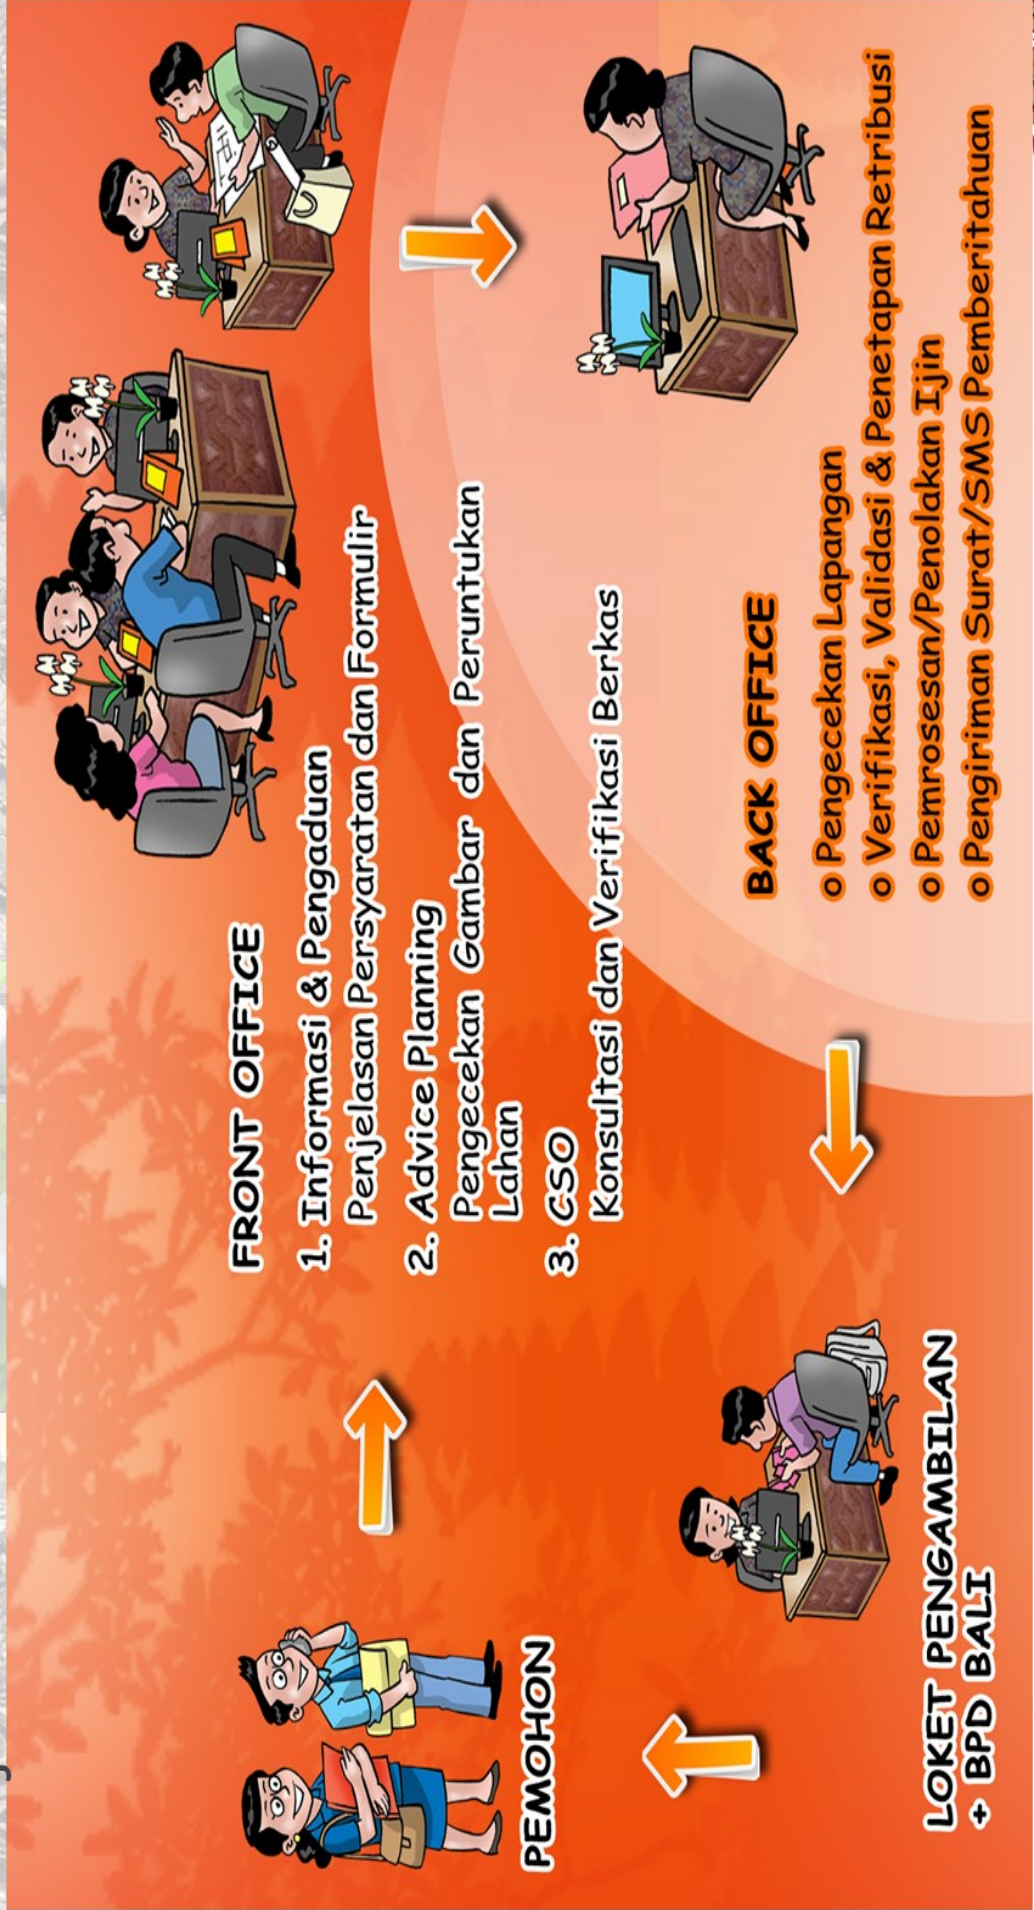 PEMOHON
FRONT OFFICE
1. Informasi & Pengaduan
Penjelasan Persyaratan dan Formulir
2. Advice Planning
Pengecekan Gambar dan Peruntukan
Lahan
3. CSO
Konsultasi dan Verifikasi Berkas
BACK OFFICE
o Pengecekan Lapangan
o Verifikasi, Validasi & Penetapan Retribusi
o Pemrosesan/Penolakan Ijin
o Pengiriman Surat/SMS Pemberitahuan
LOKET PENGAMBILAN
+ BPD BALI